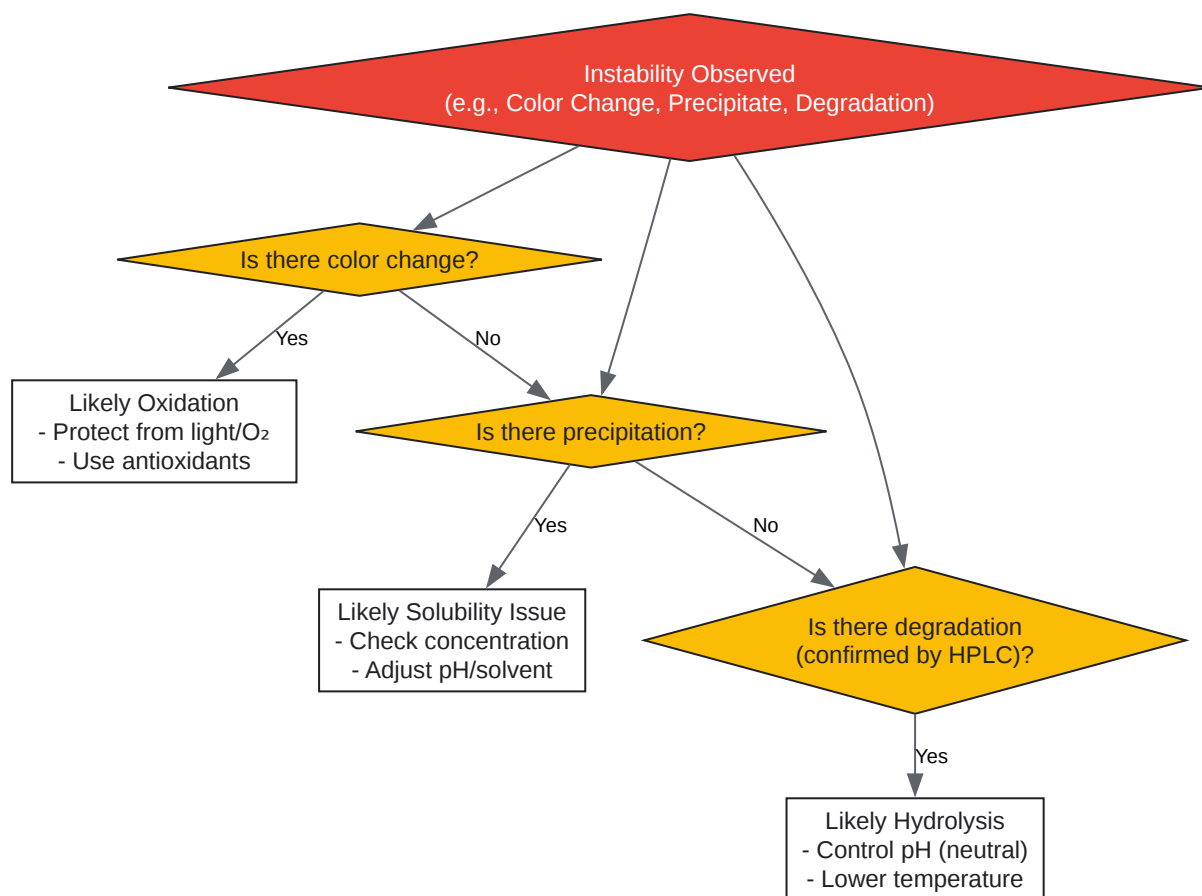 Instability Observed
(e.g., Color Change, Precipitate, Degradation)
Is there color change?
Yes
No
Likely Oxidation
- Protect from light/O₂
- Use antioxidants
Is there precipitation?
Yes
No
Likely Solubility Issue
- Check concentration
- Adjust pH/solvent
Is there degradation
(confirmed by HPLC)?
Yes
Likely Hydrolysis
- Control pH (neutral)
- Lower temperature